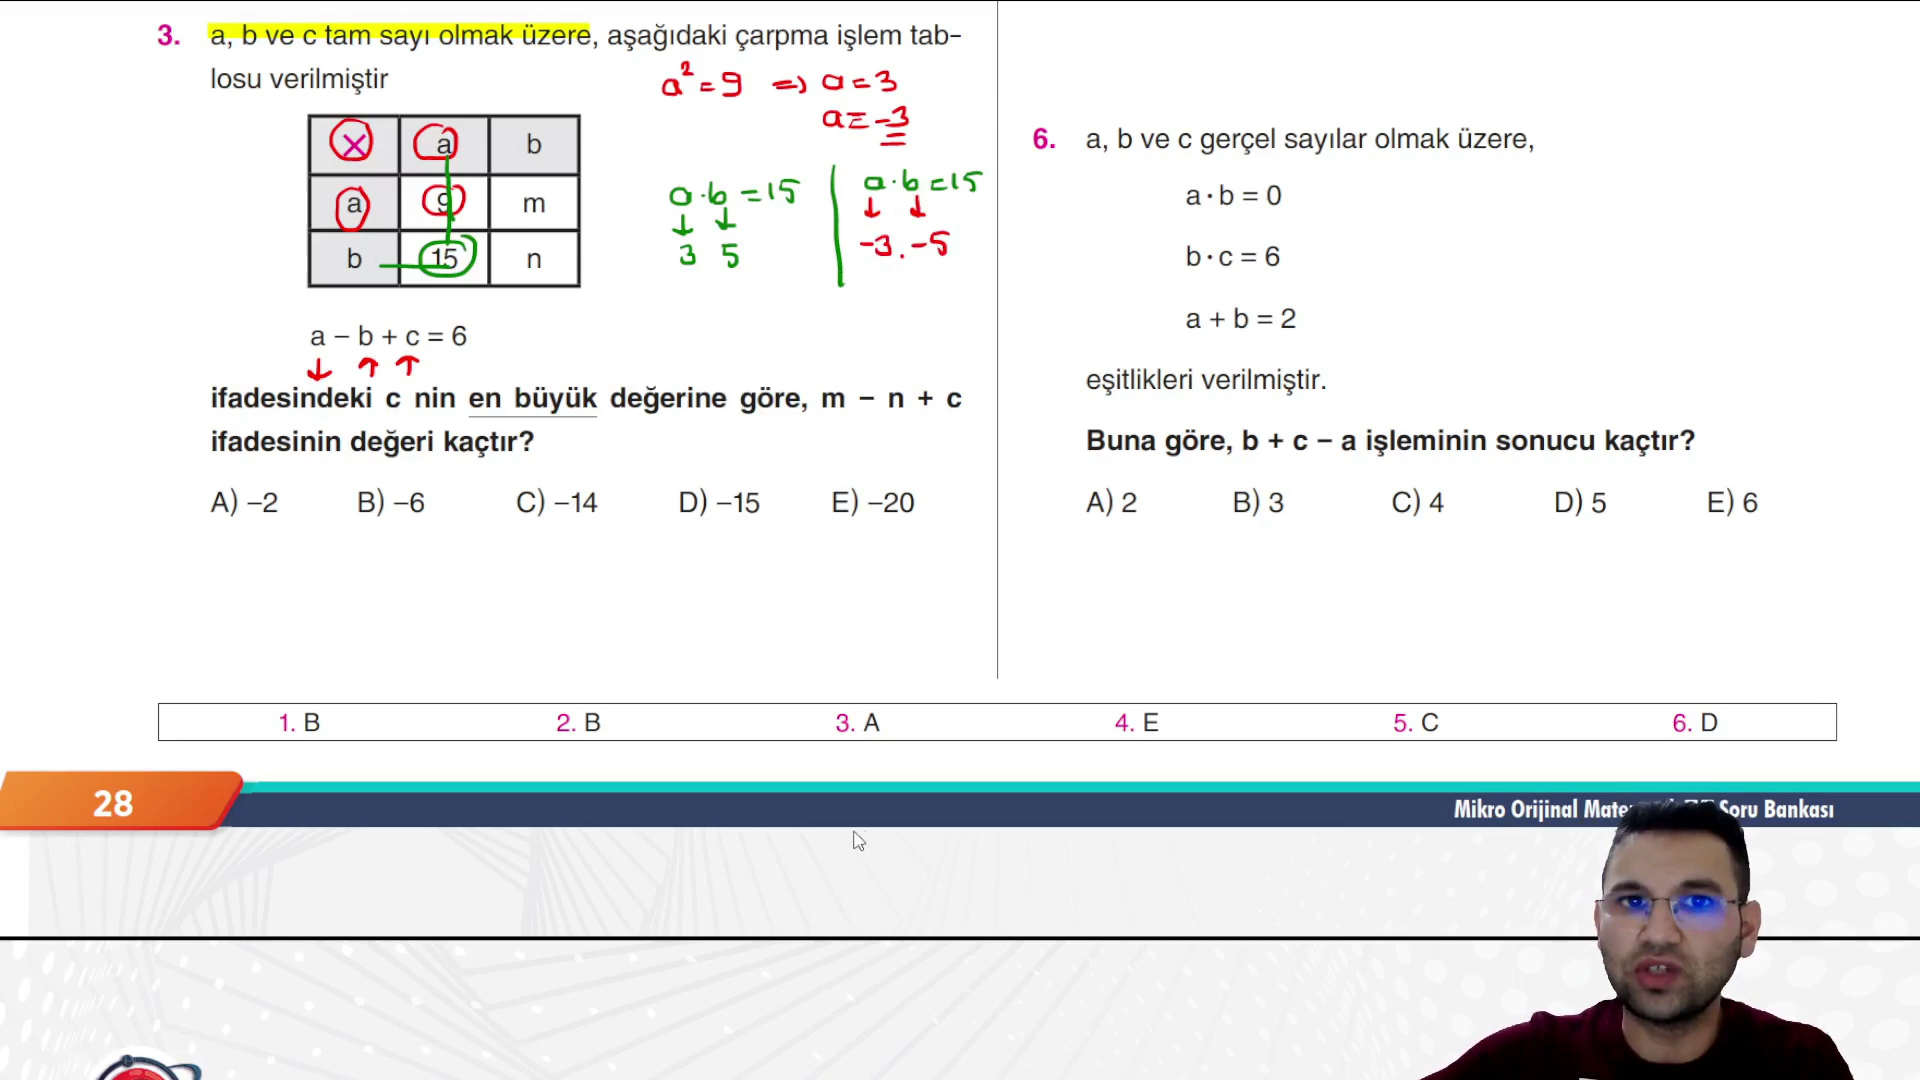 3. a, b ve c tam sayı olmak üzere, aşağıdaki çarpma işlem tab-
losu verilmiştir
a² = 9 => a = 3
a = -3
× a b
a 9 m
b 15 n
a·b = 15
3 5
a·b = 15
-3 . -5
a – b + c = 6
ifadesindeki c nin en büyük değerine göre, m – n + c
ifadesinin değeri kaçtır?
A) –2 B) –6 C) –14 D) –15 E) –20
6. a, b ve c gerçel sayılar olmak üzere,
a · b = 0
b · c = 6
a + b = 2
eşitlikleri verilmiştir.
Buna göre, b + c – a işleminin sonucu kaçtır?
A) 2 B) 3 C) 4 D) 5 E) 6
1. B 2. B 3. A 4. E 5. C 6. D
28
Mikro Orijinal Soru Bankası